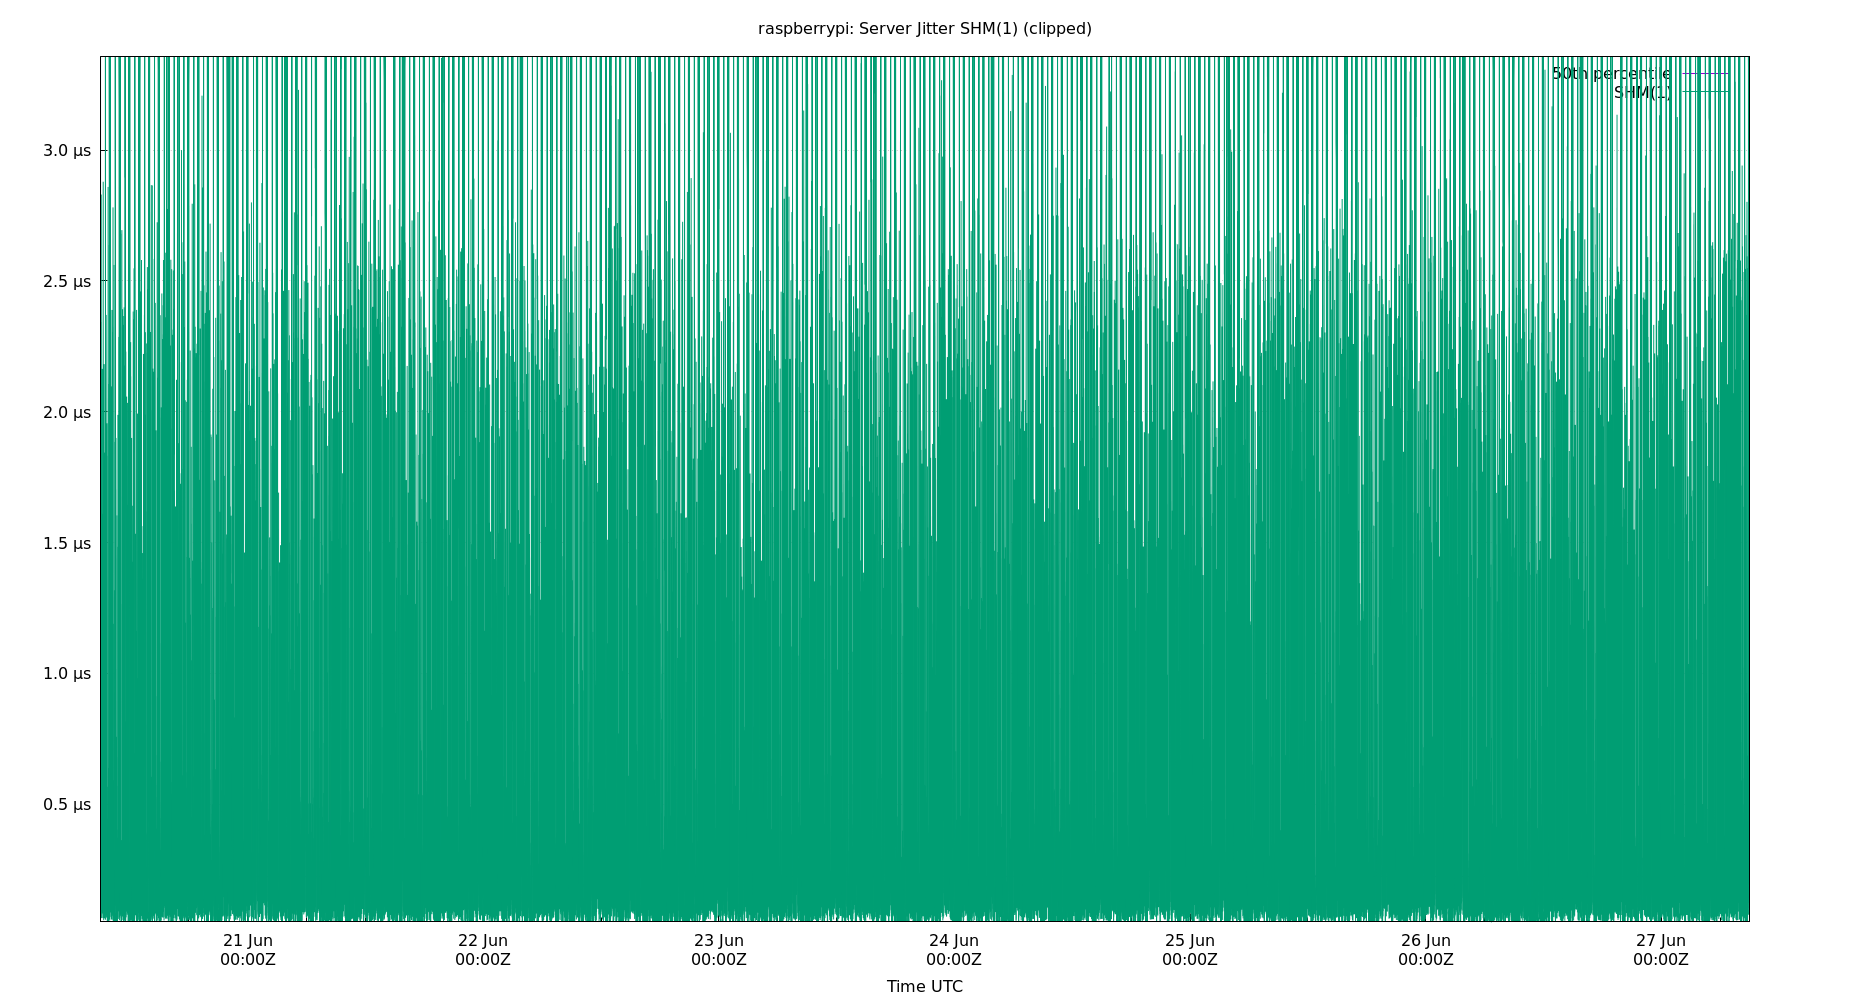 raspberrypi: Server Jitter SHM(1) (clipped)
50th percentile
SHM(1)
3.0 µs
2.5 µs
2.0 µs
1.5 µs
1.0 µs
0.5 µs
21 Jun 22 Jun 23 Jun 24 Jun 25 Jun 26 Jun 27 Jun
00:00Z 00:00Z 00:00Z 00:00Z 00:00Z 00:00Z 00:00Z
Time UTC